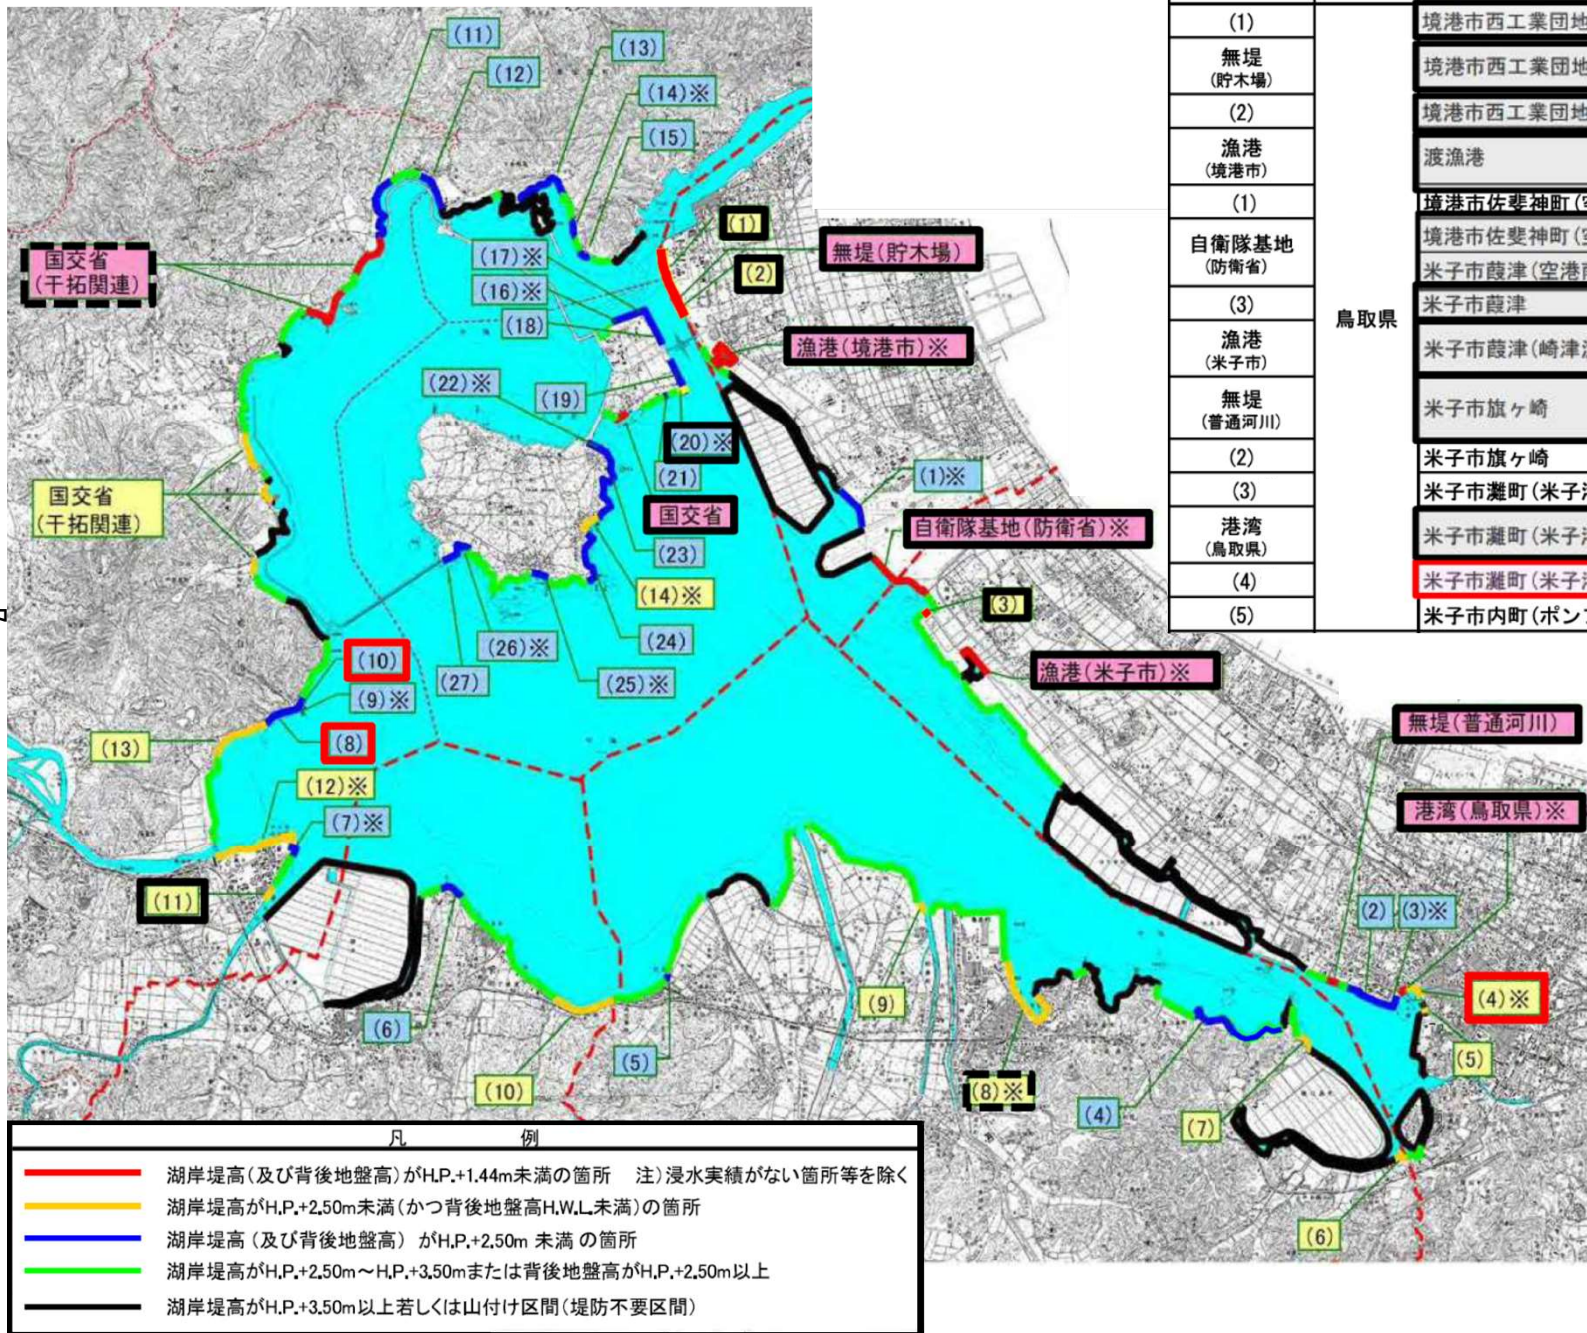 (11)
(12)
(13)
(14)※
(15)
(17)※
(16)※
(18)
(22)※
(19)
(20)※
(21)
国交省
(23)
(14)※
(24)
(25)※
(26)※
(27)
国交省
(干拓関連)
国交省
(干拓関連)
(1)
無堤(貯木場)
(2)
漁港(境港市)※
(1)※
自衛隊基地(防衛省)※
(3)
漁港(米子市)※
無堤(普通河川)
港湾(鳥取県)※
(2)
(3)※
(4)※
(5)
(10)
(9)※
(8)
(13)
(12)※
(7)※
(11)
(6)
(10)
(5)
(9)
(8)※
(4)
(7)
(6)
(1)
境港市西工業団地
無堤
(貯木場)
境港市西工業団地
(2)
境港市西工業団地
漁港
(境港市)
渡漁港
(1)
境港市佐斐神町(
自衛隊基地
(防衛省)
境港市佐斐神町(
米子市葭津(空港
(3)
米子市葭津
鳥取県
漁港
(米子市)
米子市葭津(崎津
無堤
(普通河川)
米子市旗ヶ崎
(2)
米子市旗ヶ崎
(3)
米子市灘町(米子
港湾
(鳥取県)
米子市灘町(米子
(4)
米子市灘町(米子
(5)
米子市内町(ポン
凡 例
湖岸堤高(及び背後地盤高)がH.P.+1.44m未満の箇所 注)浸水実績がない箇所等を除く
湖岸堤高がH.P.+2.50m未満(かつ背後地盤高H.W.L未満)の箇所
湖岸堤高(及び背後地盤高) がH.P.+2.50m 未満 の箇所
湖岸堤高がH.P.+2.50m～H.P.+3.50mまたは背後地盤高がH.P.+2.50m以上
湖岸堤高がH.P.+3.50m以上若しくは山付け区間(堤防不要区間)